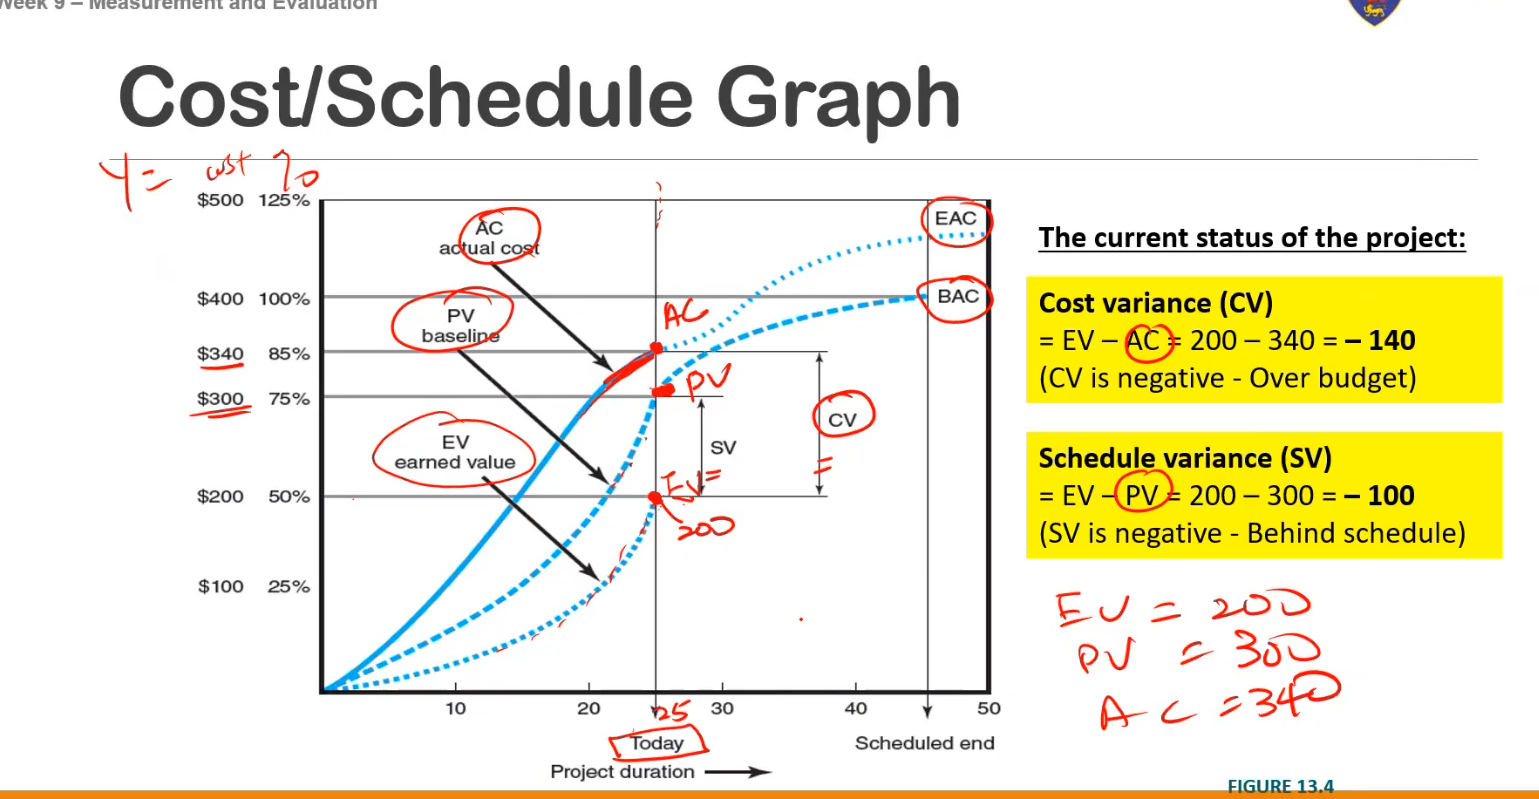 Week 9 – Measurement and Evaluation
Cost/Schedule Graph
Y = cost %
$500 125%
$400 100%
$340 85%
$300 75%
$200 50%
$100 25%
AC
actual cost
PV
baseline
EV
earned value
AC
PV
EV =
200
SV
CV
=
EAC
BAC
10 20 25 30 40 50
Today
Scheduled end
Project duration
The current status of the project:
Cost variance (CV)
= EV – AC = 200 – 340 = – 140
(CV is negative - Over budget)
Schedule variance (SV)
= EV – PV = 200 – 300 = – 100
(SV is negative - Behind schedule)
EV = 200
PV = 300
AC = 340
FIGURE 13.4